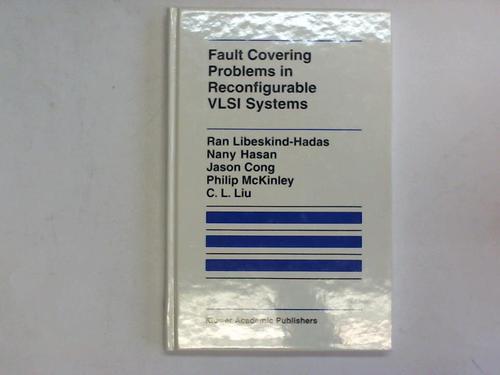 Fault Covering
Problems in
Reconfigurable
VLSI Systems
Ran Libeskind-Hadas
Nany Hasan
Jason Cong
Philip McKinley
C. L. Liu
Kluwer Academic Publishers